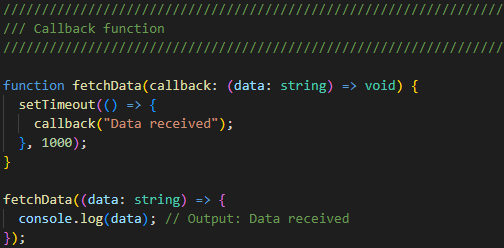 ////////////////////////////////////////////////////////////////////
/// Callback function
////////////////////////////////////////////////////////////////////
function fetchData(callback: (data: string) => void) {
  setTimeout(() => {
    callback("Data received");
  }, 1000);
}
fetchData((data: string) => {
  console.log(data); // Output: Data received
});